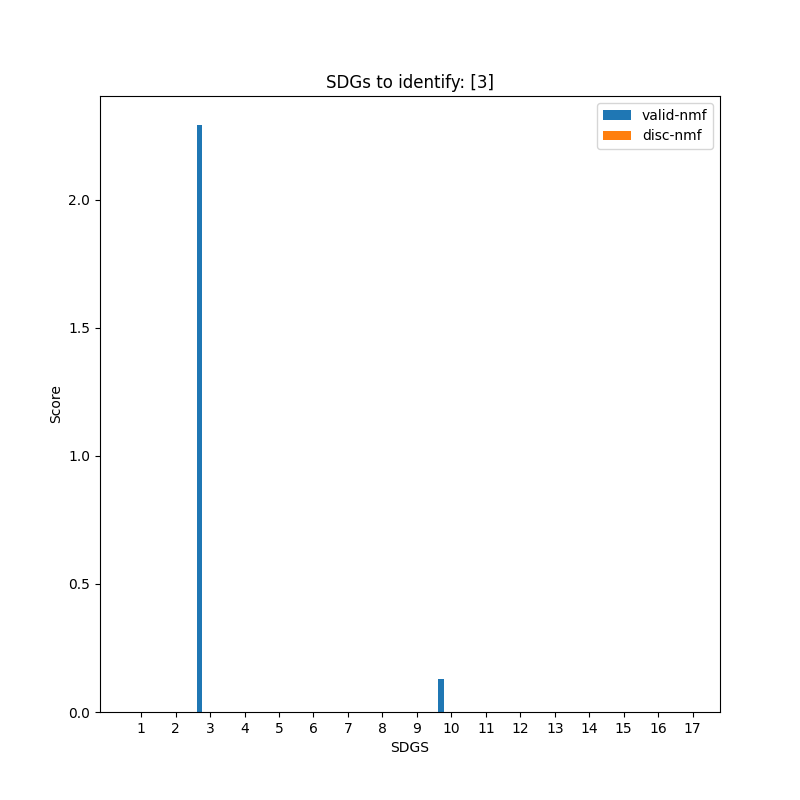 SDGs to identify: [3]
valid-nmf
disc-nmf
2.0
1.5
1.0
0.5
0.0
Score
1 2 3 4 5 6 7 8 9 10 11 12 13 14 15 16 17
SDGS